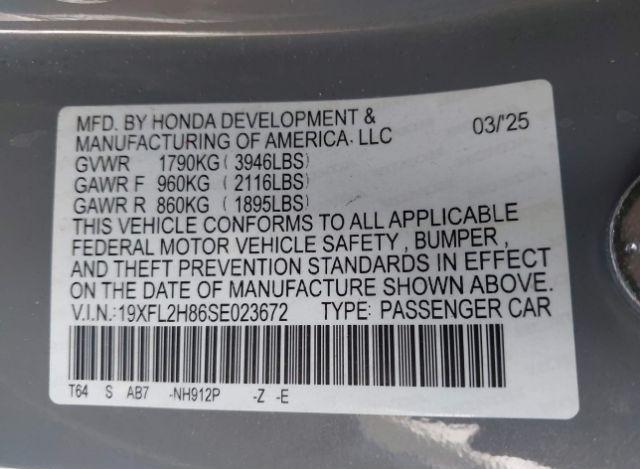 MFD. BY HONDA DEVELOPMENT &
MANUFACTURING OF AMERICA. LLC 03/'25
GVWR 1790KG ( 3946LBS)
GAWR F 960KG ( 2116LBS)
GAWR R 860KG ( 1895LBS)
THIS VEHICLE CONFORMS TO ALL APPLICABLE
FEDERAL MOTOR VEHICLE SAFETY , BUMPER ,
AND THEFT PREVENTION STANDARDS IN EFFECT
ON THE DATE OF MANUFACTURE SHOWN ABOVE.
V.I.N.:19XFL2H86SE023672 TYPE: PASSENGER CAR
T64 S AB7 -NH912P -Z -E